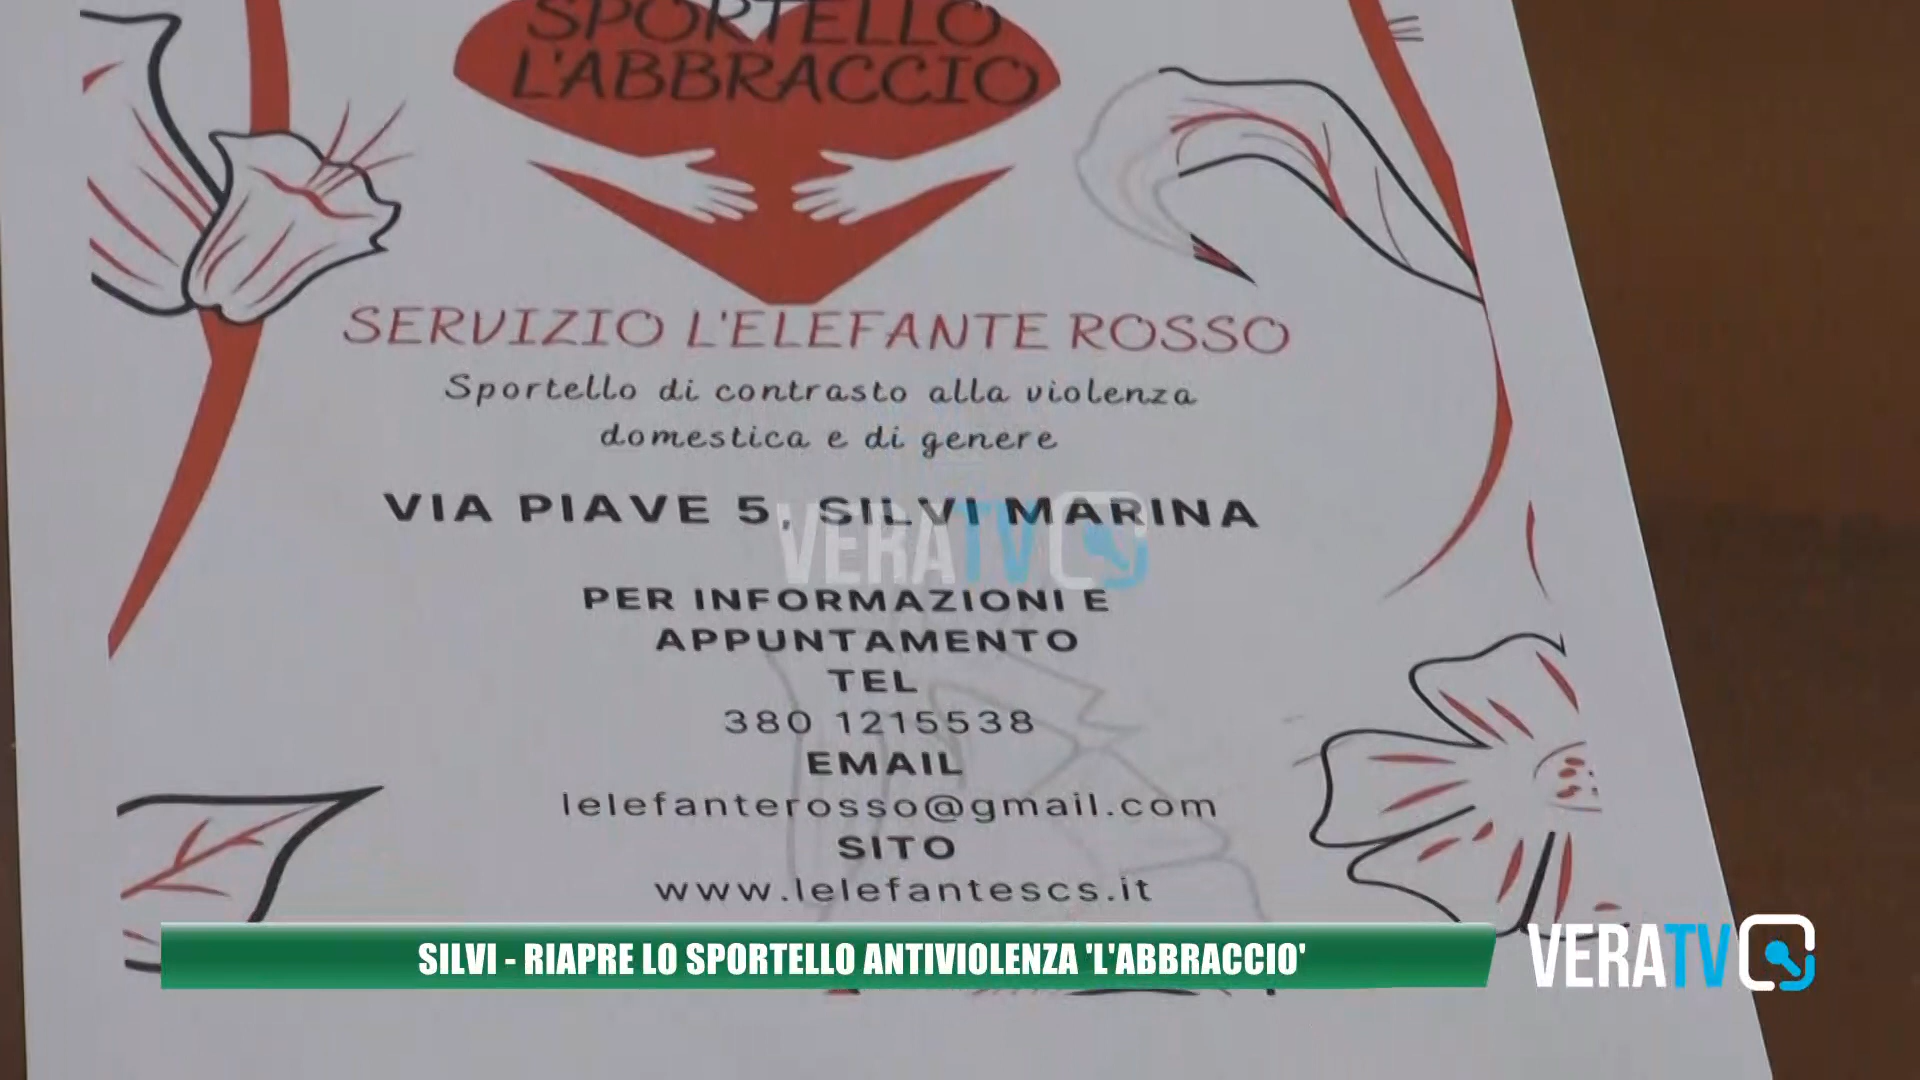 SPORTELLO
L'ABBRACCIO
SERVIZIO L'ELEFANTE ROSSO
Sportello di contrasto alla violenza
domestica e di genere
VIA PIAVE 5, SILVI MARINA
VERATV
PER INFORMAZIONI E
APPUNTAMENTO
TEL
380 1215538
EMAIL
lelefanterosso@gmail.com
SITO
www.lelefantescs.it
SILVI - RIAPRE LO SPORTELLO ANTIVIOLENZA 'L'ABBRACCIO'
VERATV